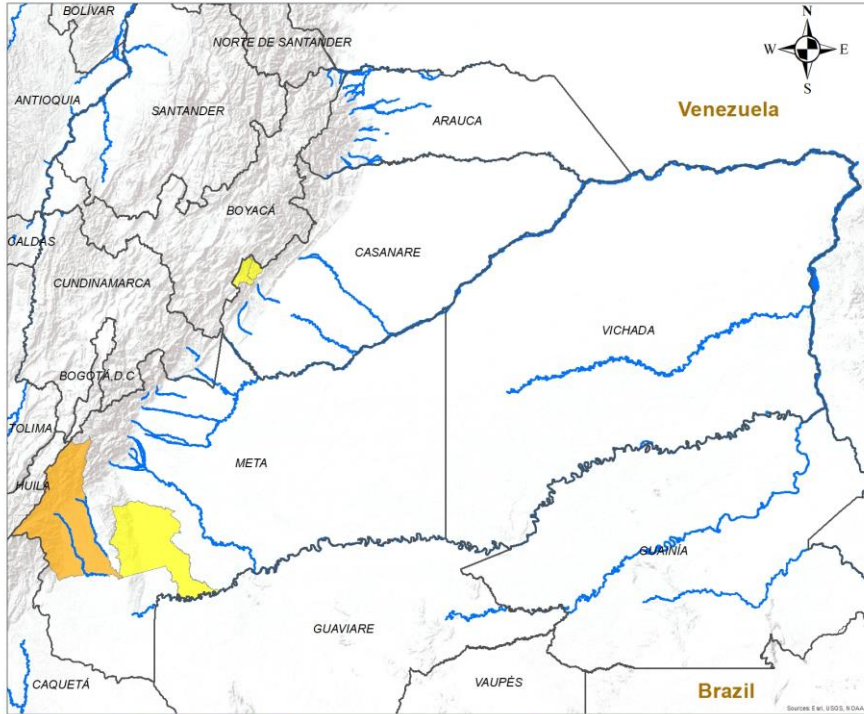 BOLÍVAR
N
NORTE DE SANTANDER
W
E
S
ANTIOQUIA
SANTANDER
ARAUCA
Venezuela
BOYACÁ
CALDAS
CASANARE
CUNDINAMARCA
VICHADA
BOGOTÁ, D.C
TOLIMA
META
HUILA
GUAINÍA
GUAVIARE
CAQUETÁ
VAUPÉS
Brazil
Sources: Esri, USGS, NOAA